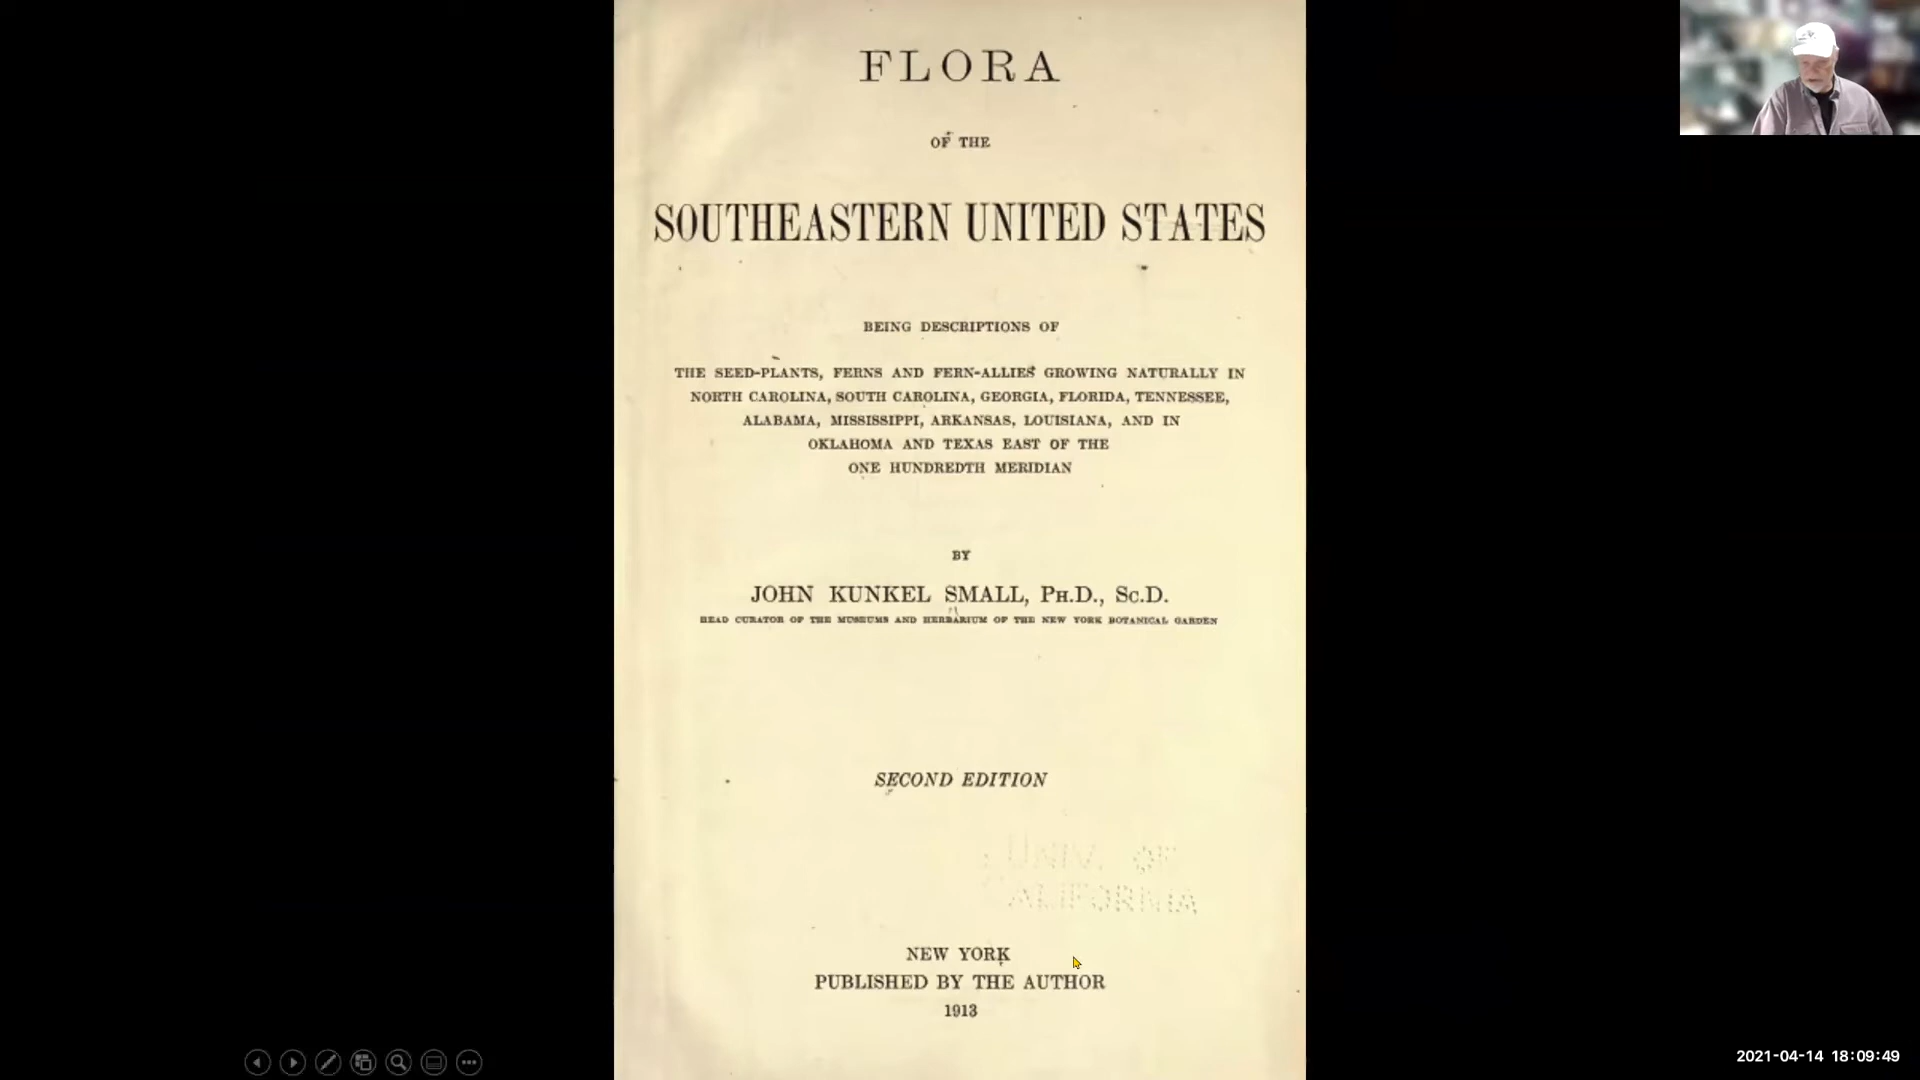 FLORA
OF THE
SOUTHEASTERN UNITED STATES
BEING DESCRIPTIONS OF
THE SEED-PLANTS, FERNS AND FERN-ALLIES GROWING NATURALLY IN
NORTH CAROLINA, SOUTH CAROLINA, GEORGIA, FLORIDA, TENNESSEE,
ALABAMA, MISSISSIPPI, ARKANSAS, LOUISIANA, AND IN
OKLAHOMA AND TEXAS EAST OF THE
ONE HUNDREDTH MERIDIAN
BY
JOHN KUNKEL SMALL, PH.D., SC.D.
HEAD CURATOR OF THE MUSEUMS AND HERBARIUM OF THE NEW YORK BOTANICAL GARDEN
SECOND EDITION
UNIV. OF
CALIFORNIA
NEW YORK
PUBLISHED BY THE AUTHOR
1913
2021-04-14 18:09:49